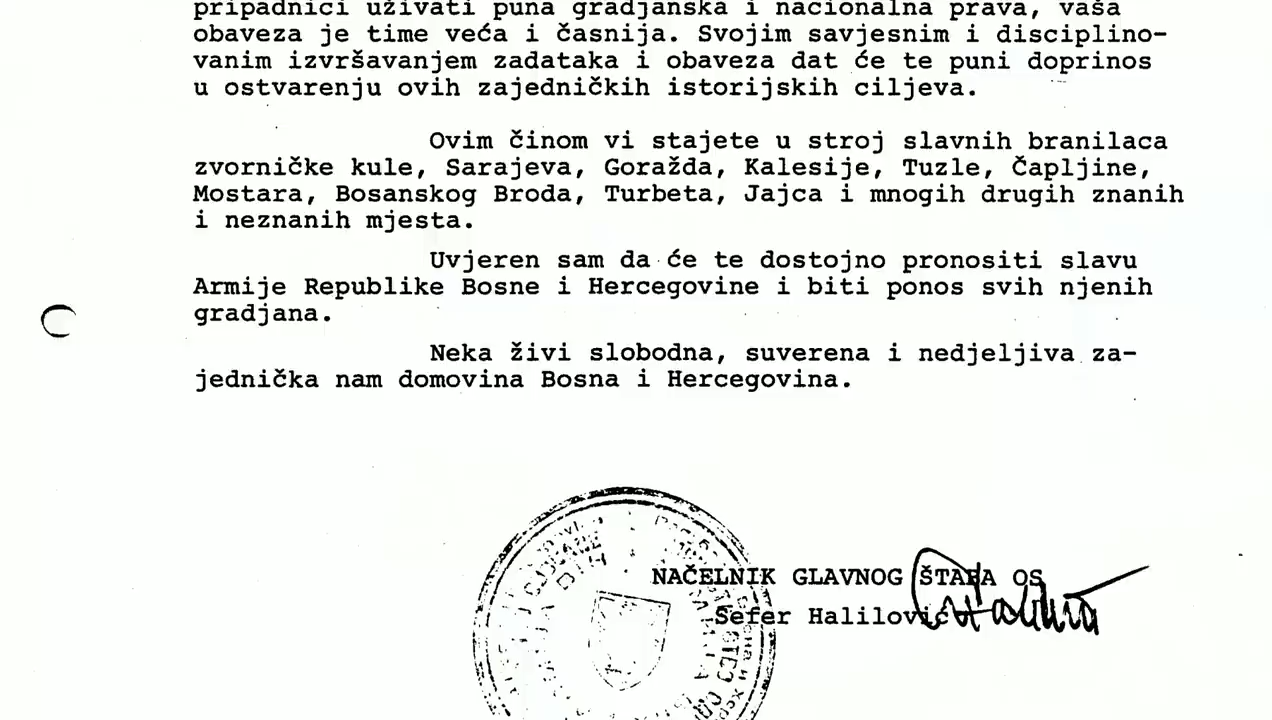 pripadnici uživati puna gradjanska i nacionalna prava, vaša
obaveza je time veća i časnija. Svojim savjesnim i disciplino-
vanim izvršavanjem zadataka i obaveza dat će te puni doprinos
u ostvarenju ovih zajedničkih istorijskih ciljeva.
Ovim činom vi stajete u stroj slavnih branilaca
zvorničke kule, Sarajeva, Goražda, Kalesije, Tuzle, Čapljine,
Mostara, Bosanskog Broda, Turbeta, Jajca i mnogih drugih znanih
i neznanih mjesta.
Uvjeren sam da će te dostojno pronositi slavu
Armije Republike Bosne i Hercegovine i biti ponos svih njenih
gradjana.
Neka živi slobodna, suverena i nedjeljiva za-
jednička nam domovina Bosna i Hercegovina.
NAČELNIK GLAVNOG ŠTABA OS
Sefer Halilović